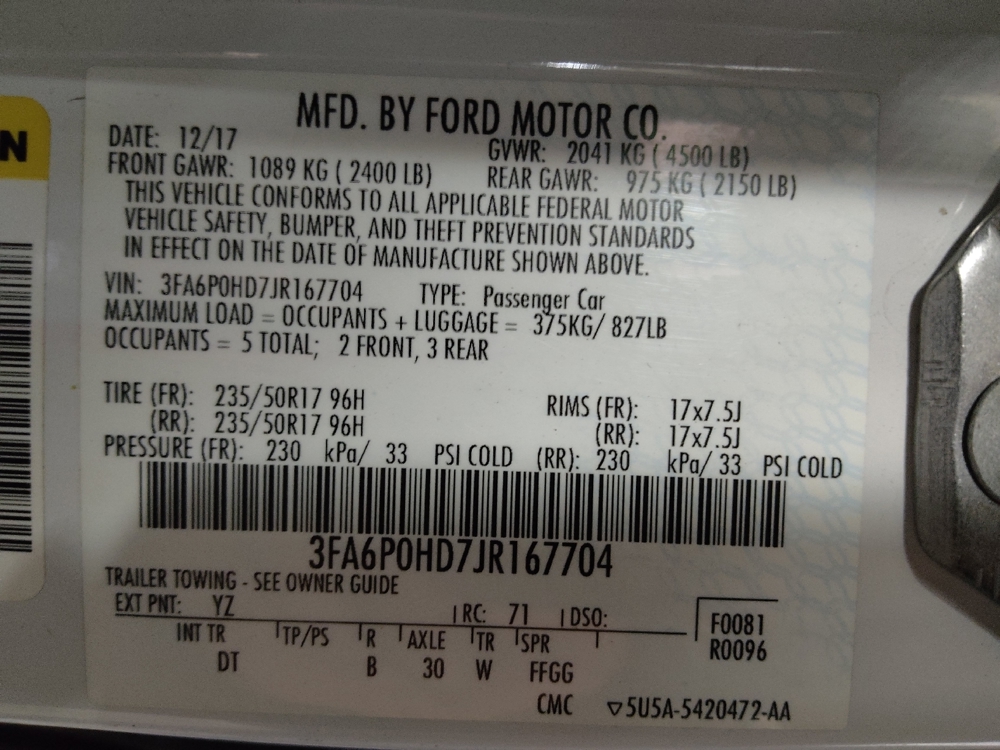 N
MFD. BY FORD MOTOR CO.
DATE: 12/17 GVWR: 2041 KG ( 4500 LB)
FRONT GAWR: 1089 KG ( 2400 LB) REAR GAWR: 975 KG ( 2150 LB)
THIS VEHICLE CONFORMS TO ALL APPLICABLE FEDERAL MOTOR
VEHICLE SAFETY, BUMPER, AND THEFT PREVENTION STANDARDS
IN EFFECT ON THE DATE OF MANUFACTURE SHOWN ABOVE.
VIN: 3FA6P0HD7JR167704 TYPE: Passenger Car
MAXIMUM LOAD = OCCUPANTS + LUGGAGE = 375KG/ 827LB
OCCUPANTS = 5 TOTAL; 2 FRONT, 3 REAR
TIRE (FR): 235/50R17 96H RIMS (FR): 17x7.5J
(RR): 235/50R17 96H (RR): 17x7.5J
PRESSURE (FR): 230 kPa/ 33 PSI COLD (RR): 230 kPa/ 33 PSI COLD
3FA6P0HD7JR167704
TRAILER TOWING - SEE OWNER GUIDE
EXT PNT: YZ RC: 71 DSO: F0081
INT TR TP/PS R AXLE TR SPR R0096
DT B 30 W FFGG
CMC ▽5U5A-5420472-AA